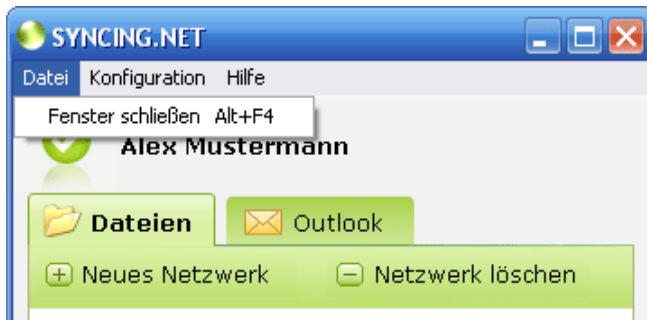 SYNCING.NET
Datei Konfiguration Hilfe
Fenster schließen Alt+F4
Alex Mustermann
Dateien Outlook
Neues Netzwerk Netzwerk löschen